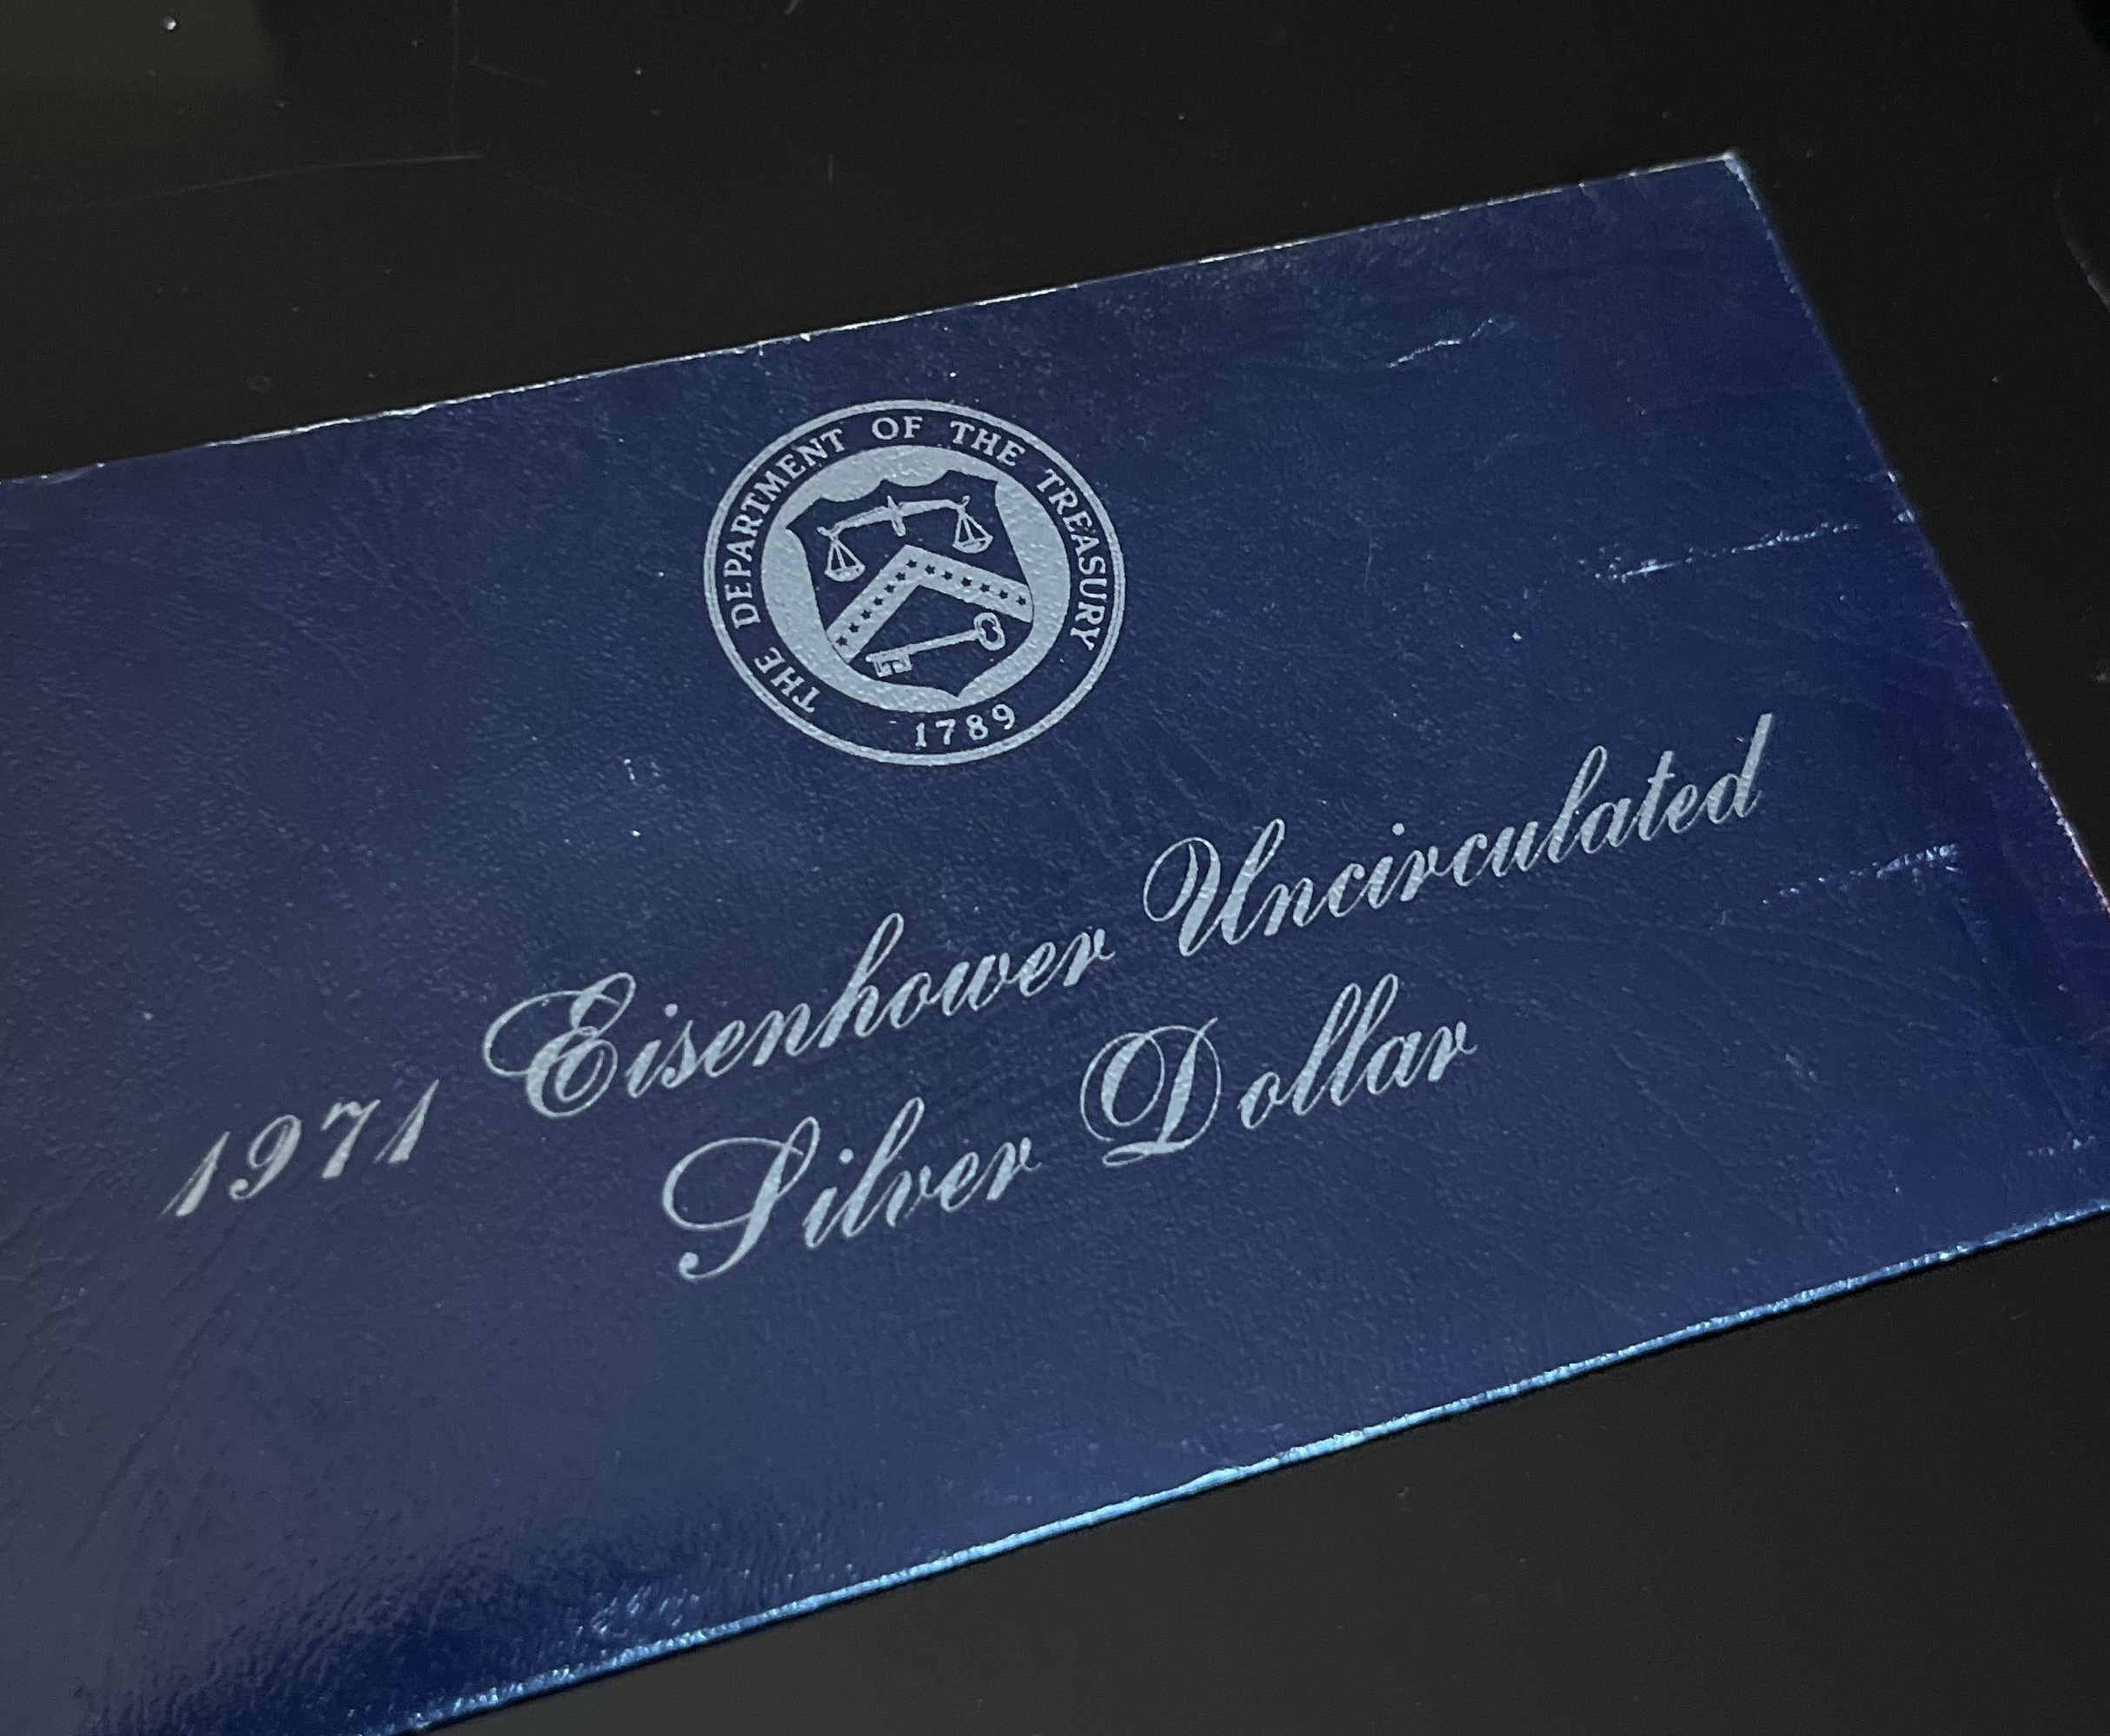 THE DEPARTMENT OF THE TREASURY
1789
1971 Eisenhower Uncirculated
Silver Dollar